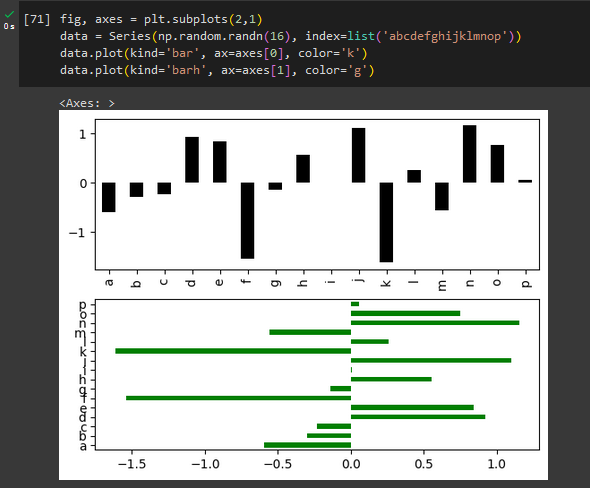 [71] fig, axes = plt.subplots(2,1)
data = Series(np.random.randn(16), index=list('abcdefghijklmnop'))
data.plot(kind='bar', ax=axes[0], color='k')
data.plot(kind='barh', ax=axes[1], color='g')
0s
<Axes: >
1
0
−1
a b c d e f g h i j k l m n o p
p
o
n
m
l
k
j
i
h
g
f
e
d
c
b
a
−1.5 −1.0 −0.5 0.0 0.5 1.0